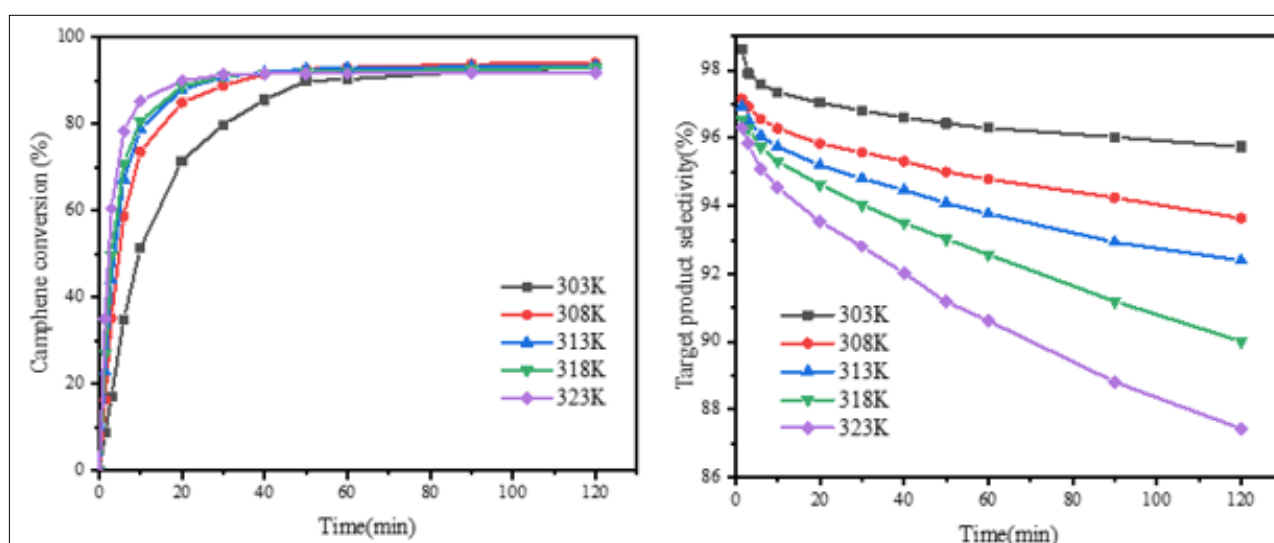 100
80
60
40
20
0
Camphene conversion (%)
303K
308K
313K
318K
323K
0 20 40 60 80 100 120
Time(min)
98
96
94
92
90
88
86
Target product selectivity(%)
303K
308K
313K
318K
323K
0 20 40 60 80 100 120
Time(min)